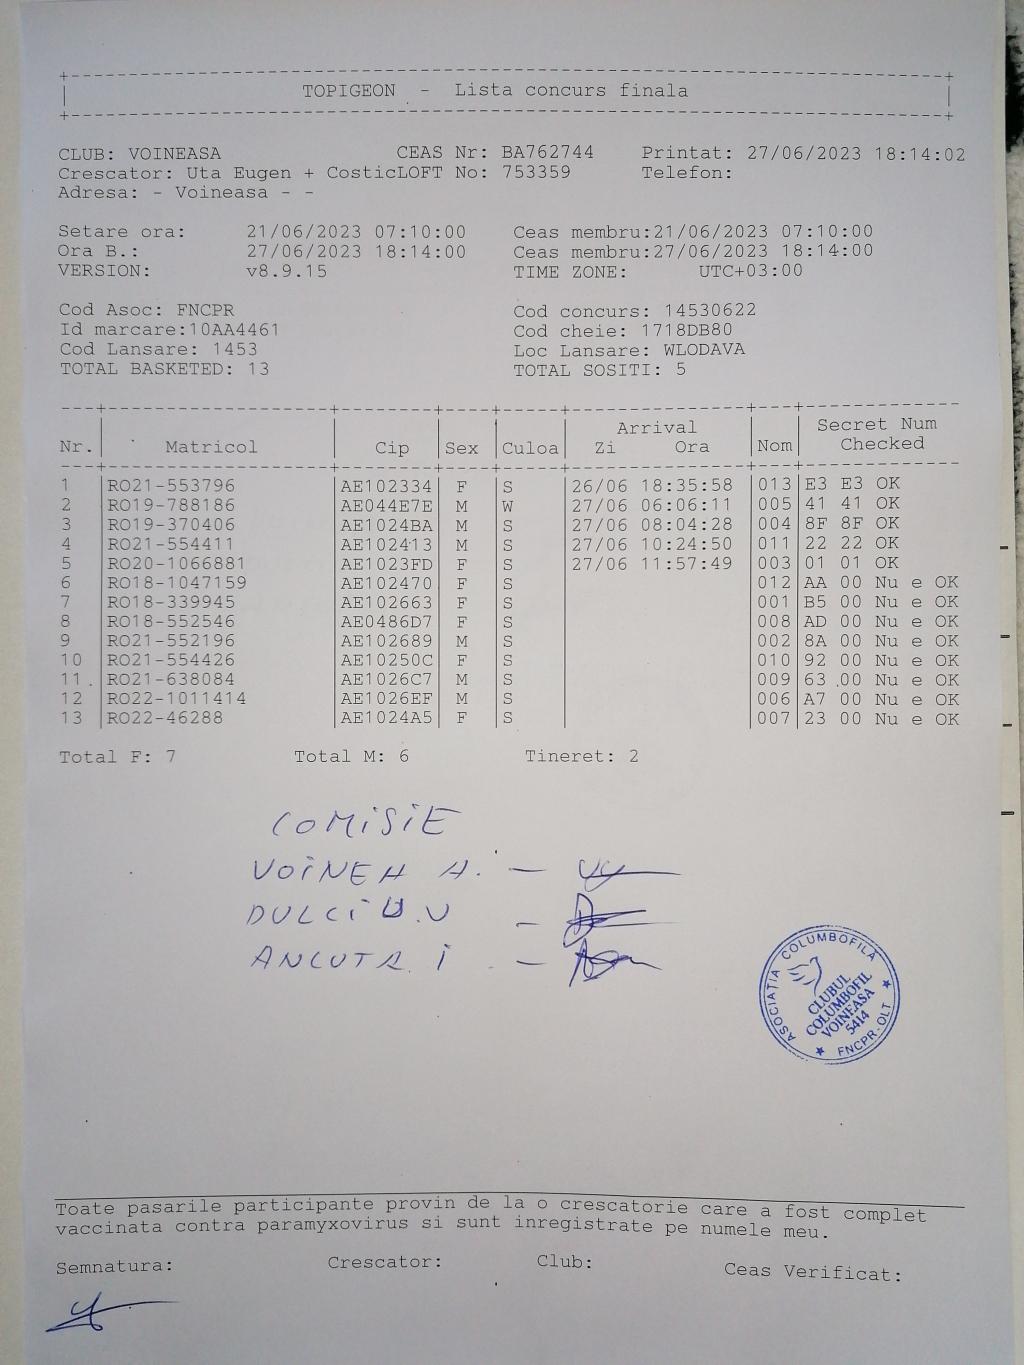 TOPIGEON - Lista concurs finala
CLUB: VOINEASA CEAS Nr: BA762744 Printat: 27/06/2023 18:14:02
Crescator: Uta Eugen + CosticLOFT No: 753359 Telefon:
Adresa: - Voineasa - -
Setare ora: 21/06/2023 07:10:00 Ceas membru:21/06/2023 07:10:00
Ora B.: 27/06/2023 18:14:00 Ceas membru:27/06/2023 18:14:00
VERSION: v8.9.15 TIME ZONE: UTC+03:00
Cod Asoc: FNCPR Cod concurs: 14530622
Id marcare:10AA4461 Cod cheie: 1718DB80
Cod Lansare: 1453 Loc Lansare: WLODAVA
TOTAL BASKETED: 13 TOTAL SOSITI: 5
Arrival Secret Num
Nr. Matricol Cip Sex Culoa Zi Ora Nom Checked
1 RO21-553796 AE102334 F S 26/06 18:35:58 013 E3 E3 OK
2 RO19-788186 AE044E7E M W 27/06 06:06:11 005 41 41 OK
3 RO19-370406 AE1024BA M S 27/06 08:04:28 004 8F 8F OK
4 RO21-554411 AE102413 M S 27/06 10:24:50 011 22 22 OK
5 RO20-1066881 AE1023FD F S 27/06 11:57:49 003 01 01 OK
6 RO18-1047159 AE102470 F S 012 AA 00 Nu e OK
7 RO18-339945 AE102663 F S 001 B5 00 Nu e OK
8 RO18-552546 AE0486D7 F S 008 AD 00 Nu e OK
9 RO21-552196 AE102689 M S 002 8A 00 Nu e OK
10 RO21-554426 AE10250C F S 010 92 00 Nu e OK
11 RO21-638084 AE1026C7 M S 009 63 00 Nu e OK
12 RO22-1011414 AE1026EF M S 006 A7 00 Nu e OK
13 RO22-46288 AE1024A5 F S 007 23 00 Nu e OK
Total F: 7 Total M: 6 Tineret: 2
COMISIE
VOINEA A. -
DULCIU.V -
ANCUTA I -
ASOCIATIA COLUMBOFILA
CLUBUL
COLUMBOFIL
VOINEASA
5414
FNCPR-OLT
Toate pasarile participante provin de la o crescatorie care a fost complet
vaccinata contra paramyxovirus si sunt inregistrate pe numele meu.
Semnatura: Crescator: Club: Ceas Verificat: